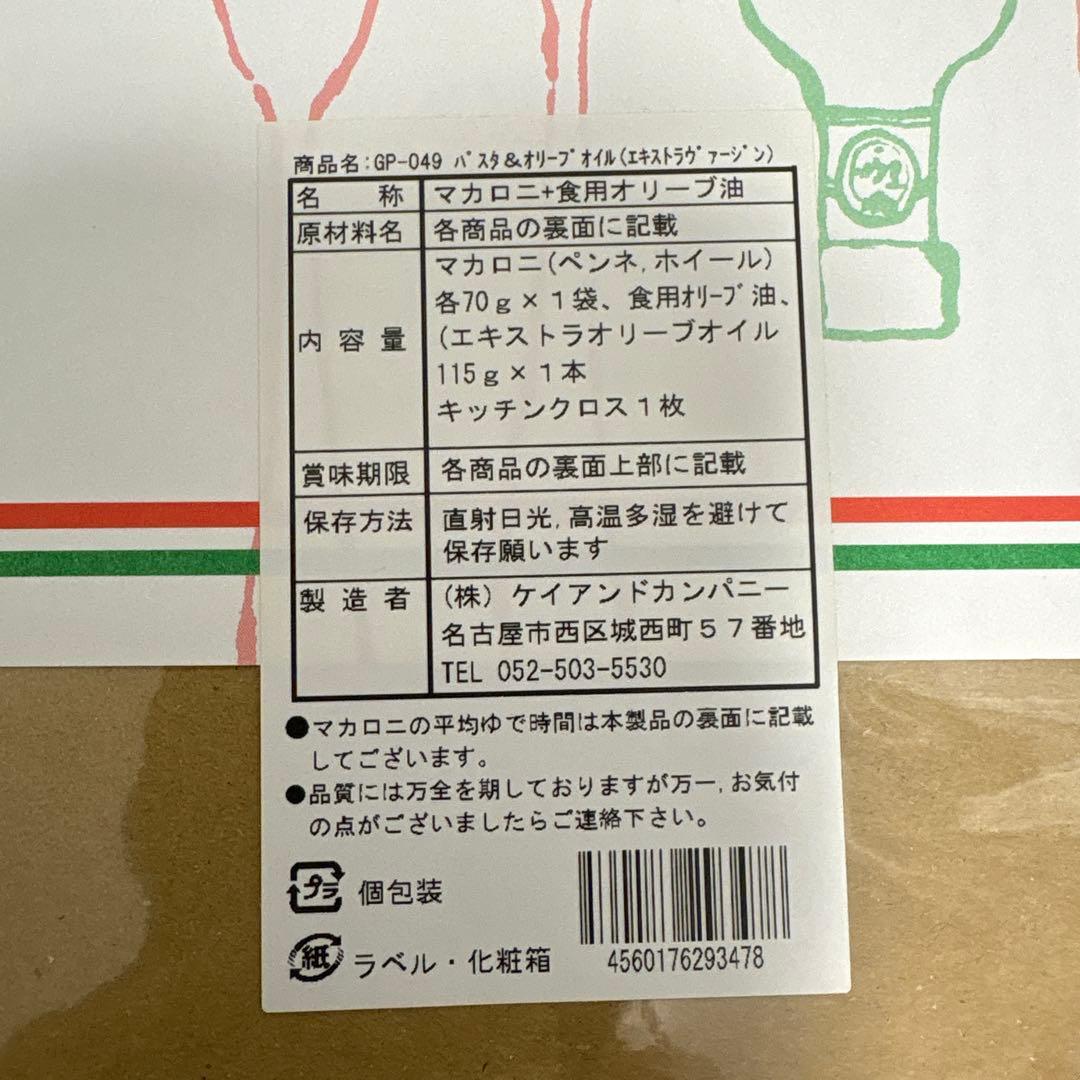 商品名:GP-049 ﾊﾟｽﾀ&ｵﾘｰﾌﾞｵｲﾙ(ｴｷｽﾄﾗｳﾞｧｰｼﾞﾝ)
名　称 マカロニ+食用オリーブ油
原材料名 各商品の裏面に記載
内容量 マカロニ(ペンネ,ホイール)
各70ｇ×１袋、食用ｵﾘｰﾌﾞ油、
(エキストラオリーブオイル
115ｇ×１本
キッチンクロス１枚
賞味期限 各商品の裏面上部に記載
保存方法 直射日光,高温多湿を避けて
保存願います
製造者 (株) ケイアンドカンパニー
名古屋市西区城西町５７番地
TEL 052-503-5530
●マカロニの平均ゆで時間は本製品の裏面に記載
してございます。
●品質には万全を期しておりますが万一,お気付
の点がございましたらご連絡下さい。
プラ 個包装
紙 ラベル・化粧箱
4560176293478